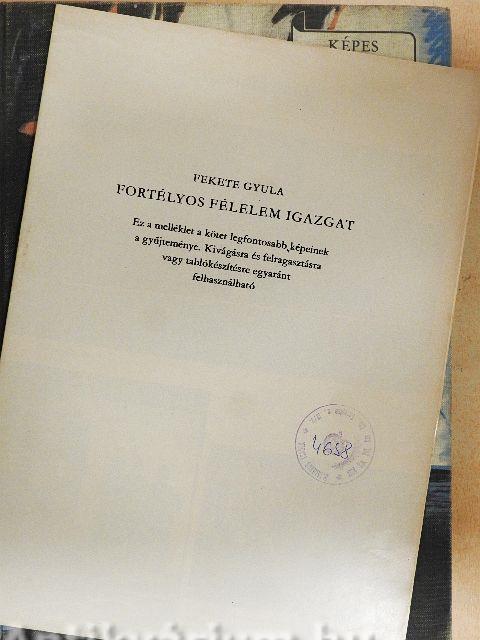 KÉPES
FEKETE GYULA
FORTÉLYOS FÉLELEM IGAZGAT
Ez a melléklet a kötet legfontosabb képeinek
a gyűjteménye. Kivágásra és felragasztásra
vagy tablókészítésre egyaránt
felhasználható
4658